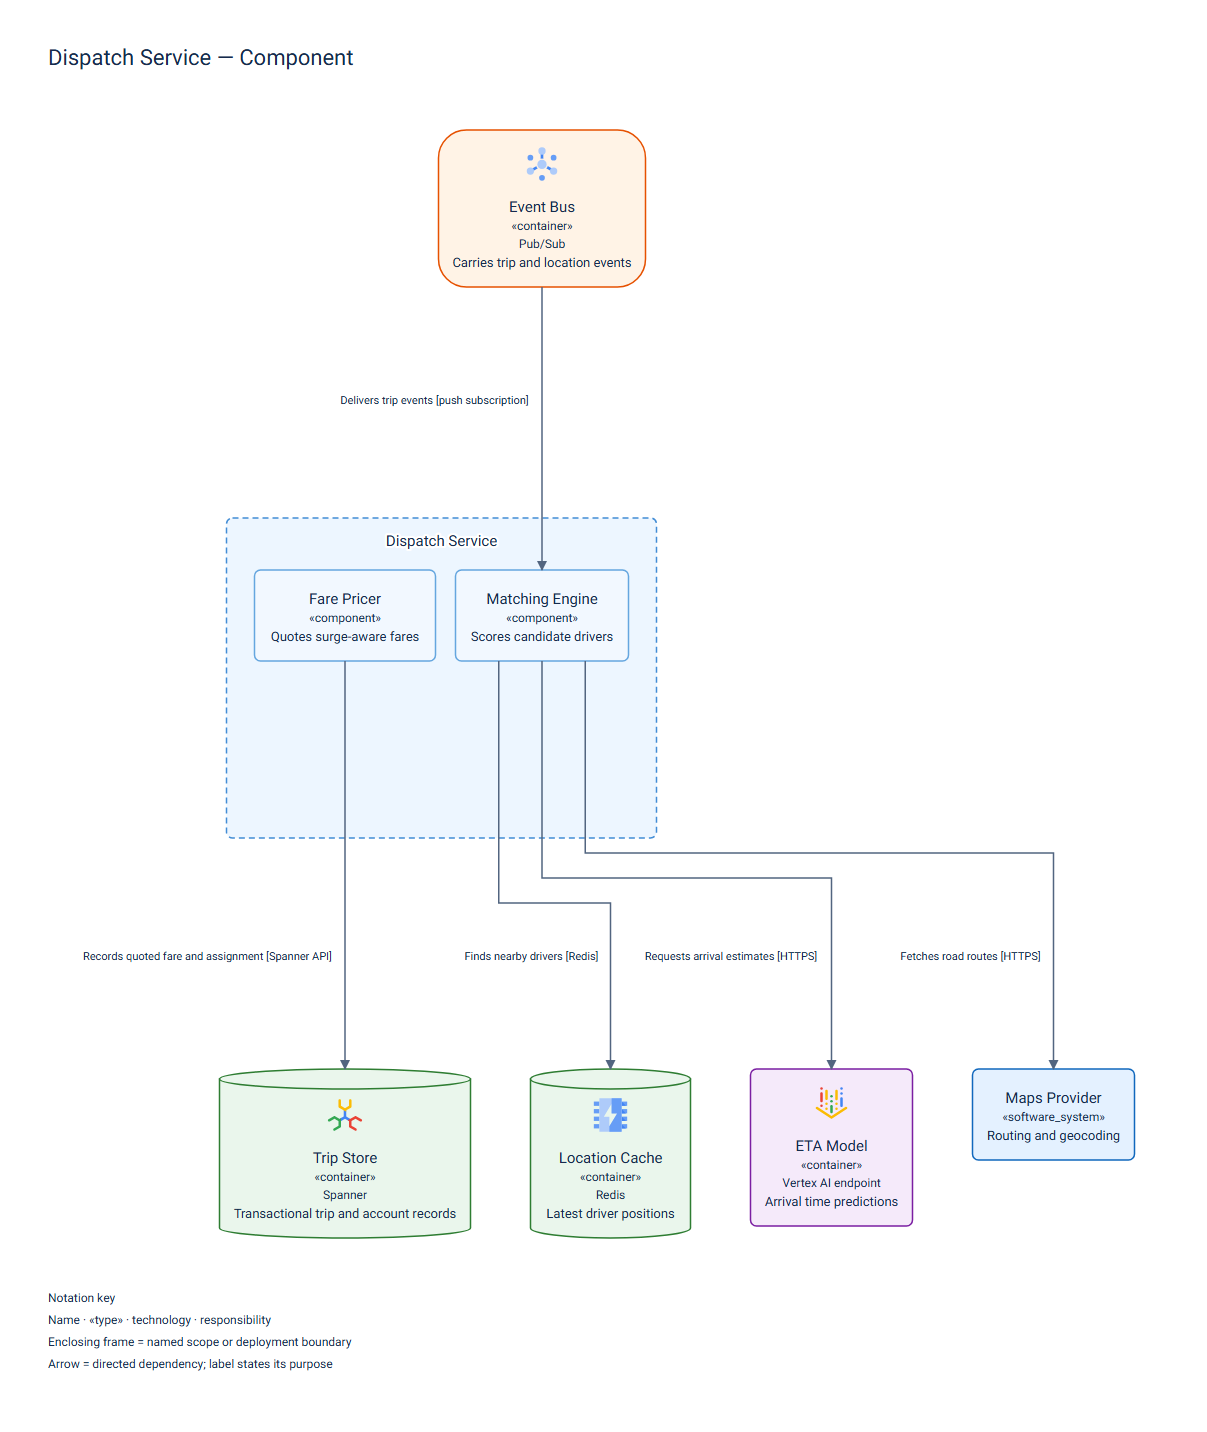 Dispatch Service — Component
Event Bus
«container»
Pub/Sub
Carries trip and location events
Delivers trip events [push subscription]
Dispatch Service
Fare Pricer
«component»
Quotes surge-aware fares
Matching Engine
«component»
Scores candidate drivers
Records quoted fare and assignment [Spanner API]
Finds nearby drivers [Redis]
Requests arrival estimates [HTTPS]
Fetches road routes [HTTPS]
Trip Store
«container»
Spanner
Transactional trip and account records
Location Cache
«container»
Redis
Latest driver positions
ETA Model
«container»
Vertex AI endpoint
Arrival time predictions
Maps Provider
«software_system»
Routing and geocoding
Notation key
Name · «type» · technology · responsibility
Enclosing frame = named scope or deployment boundary
Arrow = directed dependency; label states its purpose